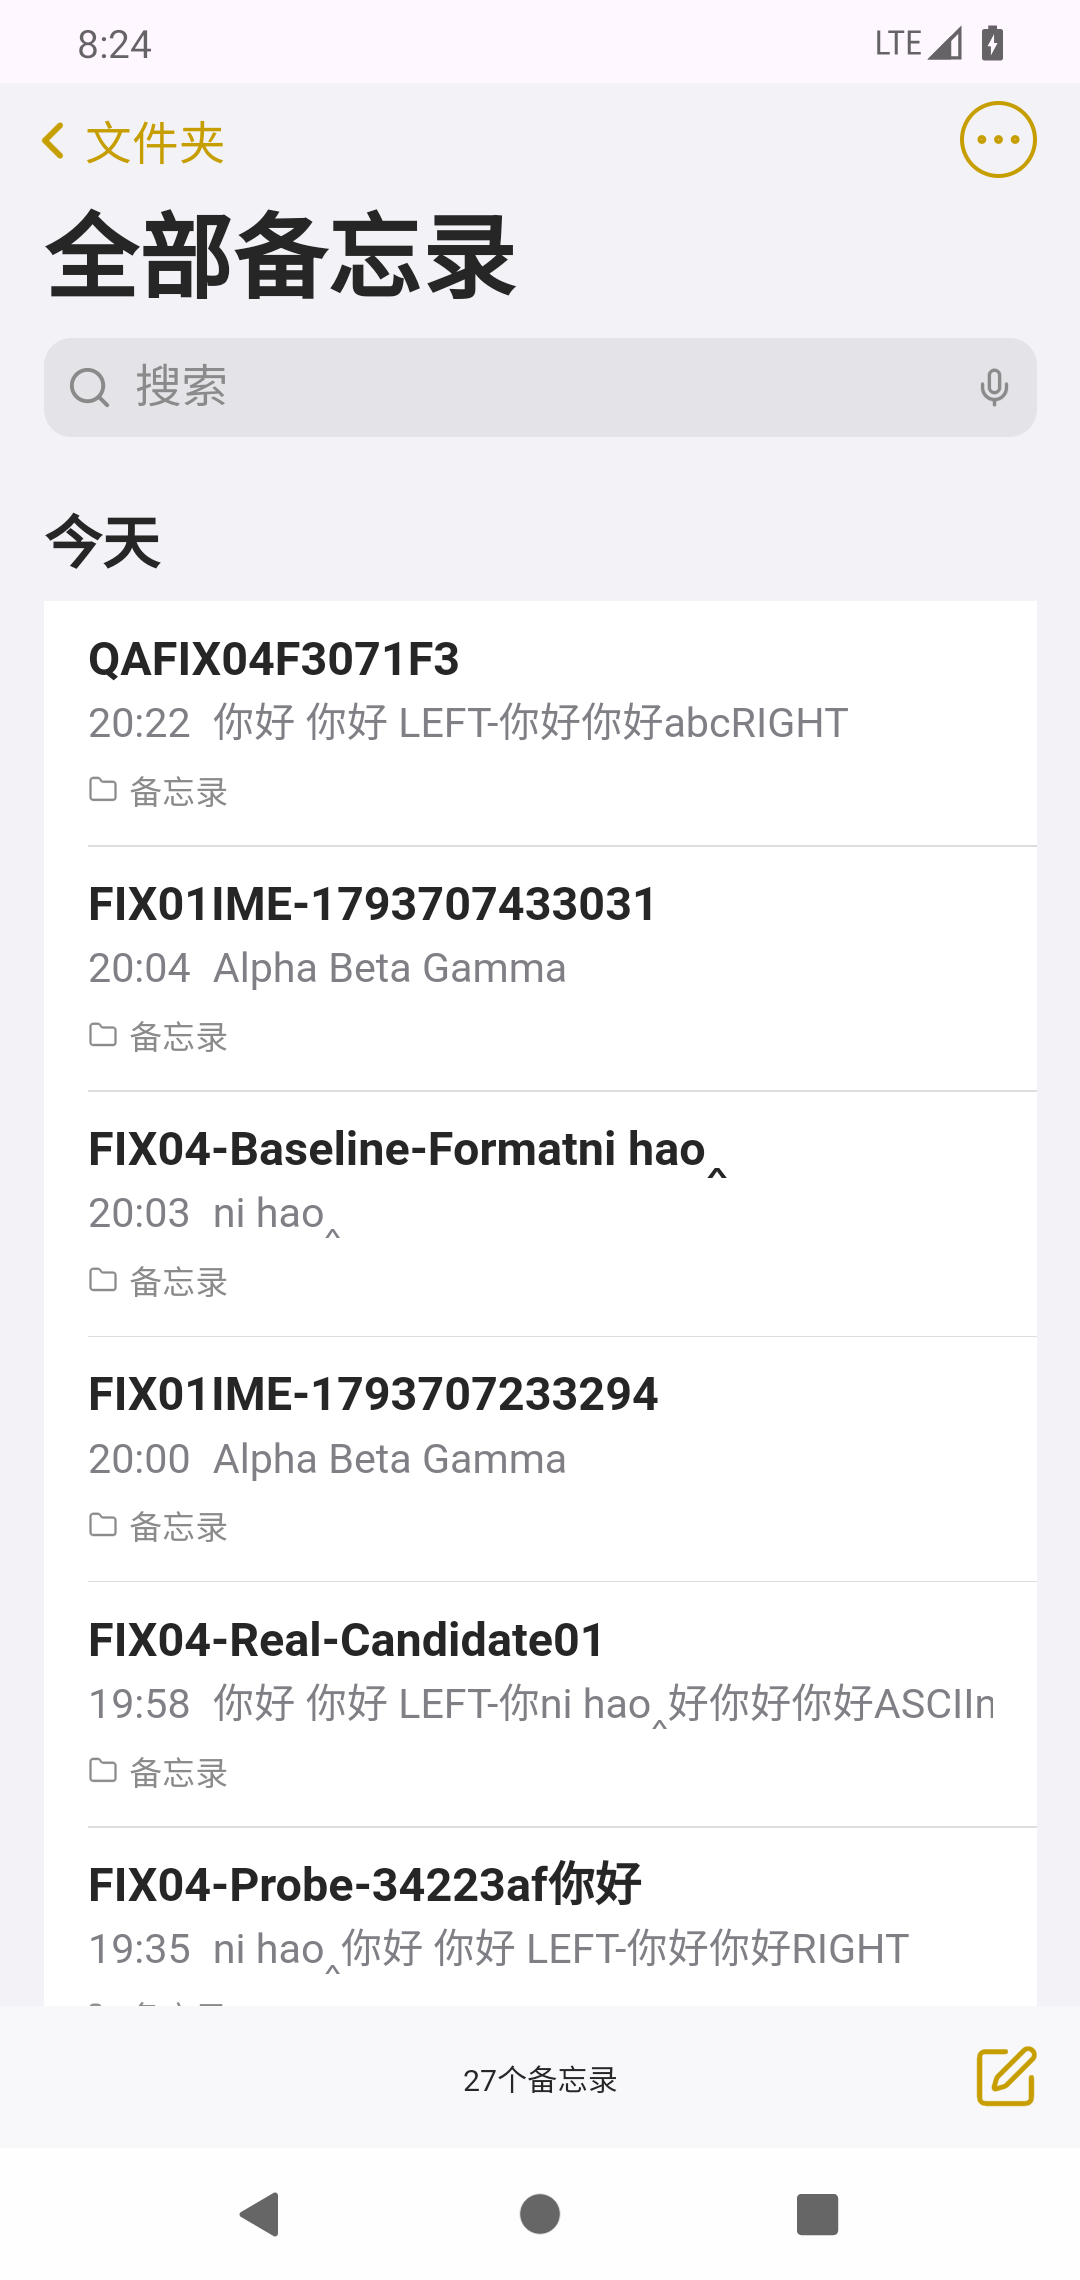 8:24
LTE
文件夹
全部备忘录
搜索
今天
QAFIX04F3071F3
20:22 你好 你好 LEFT-你好你好abcRIGHT
备忘录
FIX01IME-1793707433031
20:04 Alpha Beta Gamma
备忘录
FIX04-Baseline-Formatni hao‸
20:03 ni hao‸
备忘录
FIX01IME-1793707233294
20:00 Alpha Beta Gamma
备忘录
FIX04-Real-Candidate01
19:58 你好 你好 LEFT-你ni hao‸好你好你好ASCIIn
备忘录
FIX04-Probe-34223af你好
19:35 ni hao‸你好 你好 LEFT-你好你好RIGHT
27个备忘录